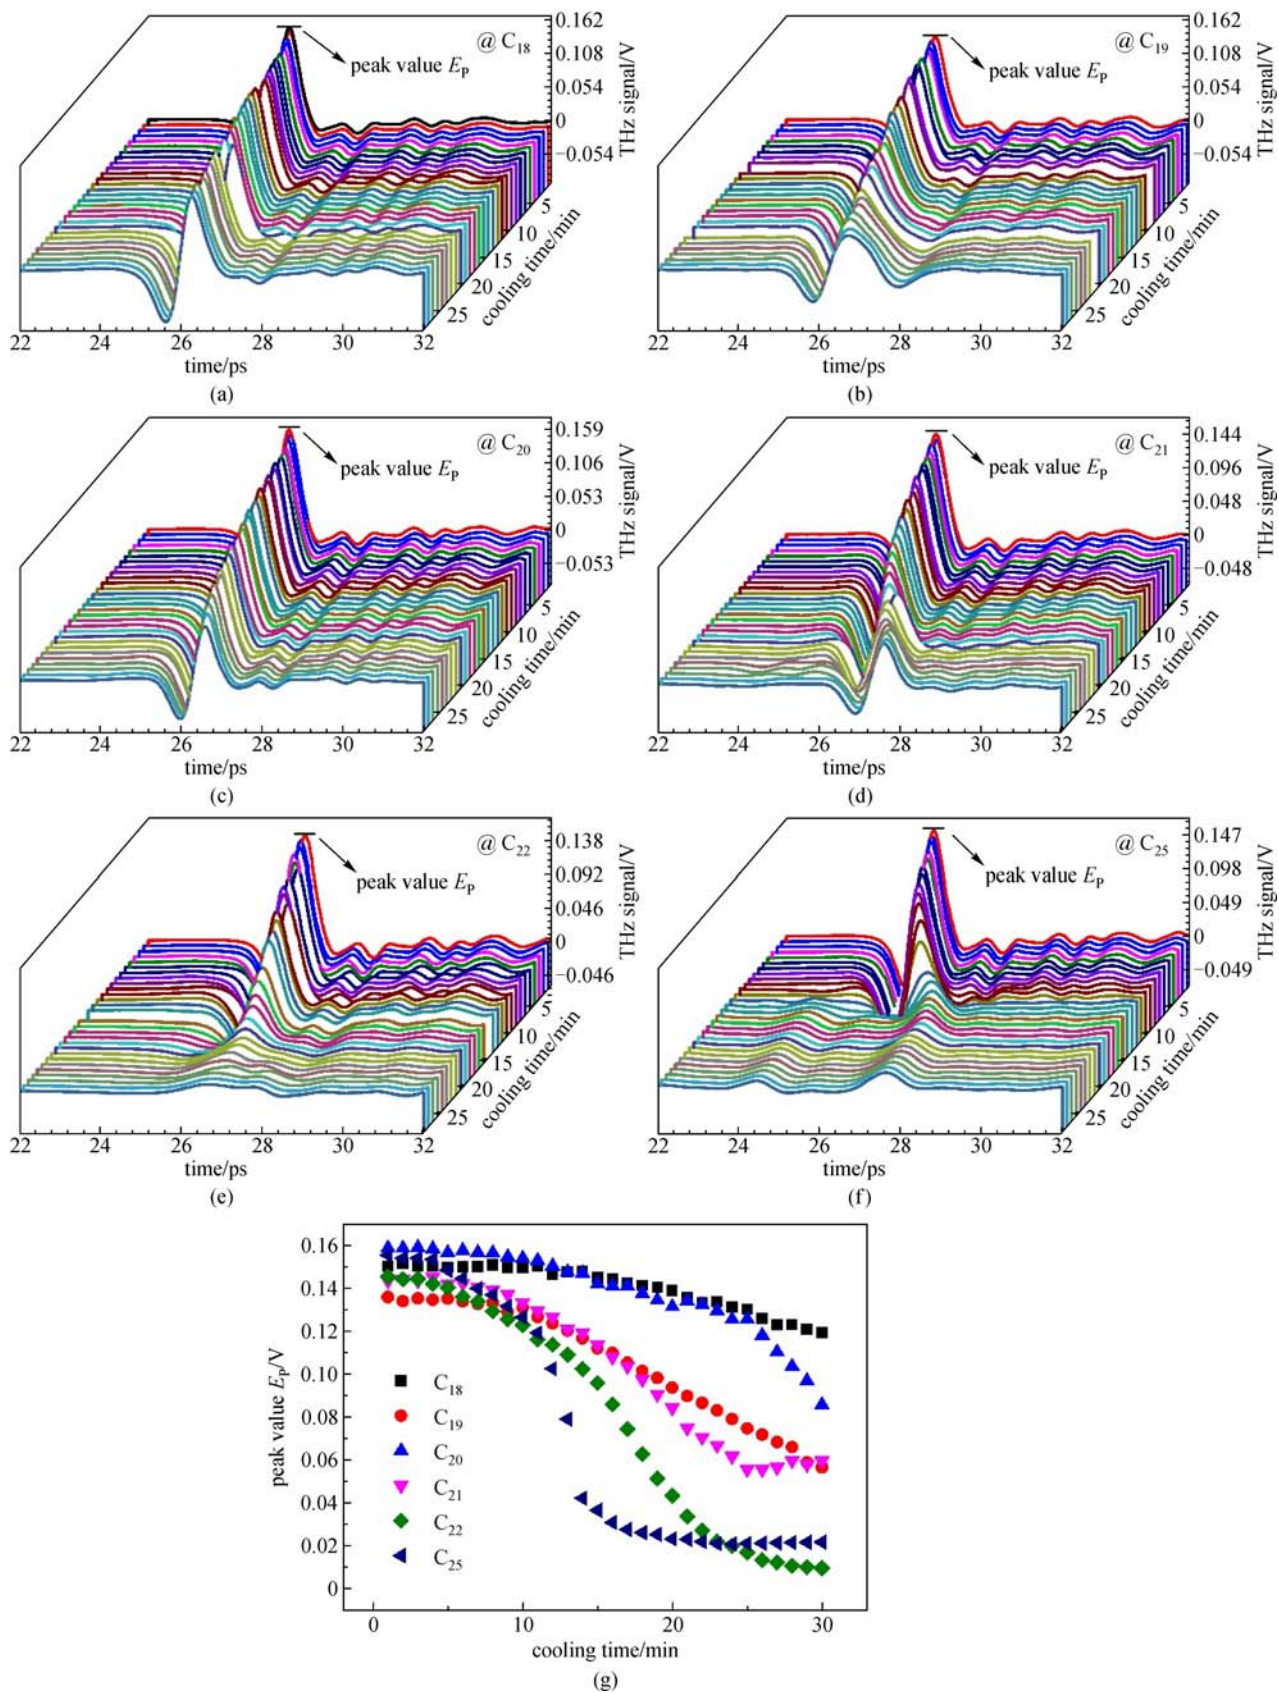 @ C18
peak value EP
0.162
0.108
0.054
0
−0.054
THz signal/V
5
10
15
20
25
cooling time/min
22 24 26 28 30 32
time/ps
(a)
@ C19
peak value EP
0.162
0.108
0.054
0
−0.054
THz signal/V
5
10
15
20
25
cooling time/min
22 24 26 28 30 32
time/ps
(b)
@ C20
peak value EP
0.159
0.106
0.053
0
−0.053
THz signal/V
5
10
15
20
25
cooling time/min
22 24 26 28 30 32
time/ps
(c)
@ C21
peak value EP
0.144
0.096
0.048
0
−0.048
THz signal/V
5
10
15
20
25
cooling time/min
22 24 26 28 30 32
time/ps
(d)
@ C22
peak value EP
0.138
0.092
0.046
0
−0.046
THz signal/V
5
10
15
20
25
cooling time/min
22 24 26 28 30 32
time/ps
(e)
@ C25
peak value EP
0.147
0.098
0.049
0
−0.049
THz signal/V
5
10
15
20
25
cooling time/min
22 24 26 28 30 32
time/ps
(f)
peak value EP/V
0.16
0.14
0.12
0.10
0.08
0.06
0.04
0.02
0
C18
C19
C20
C21
C22
C25
0 10 20 30
cooling time/min
(g)